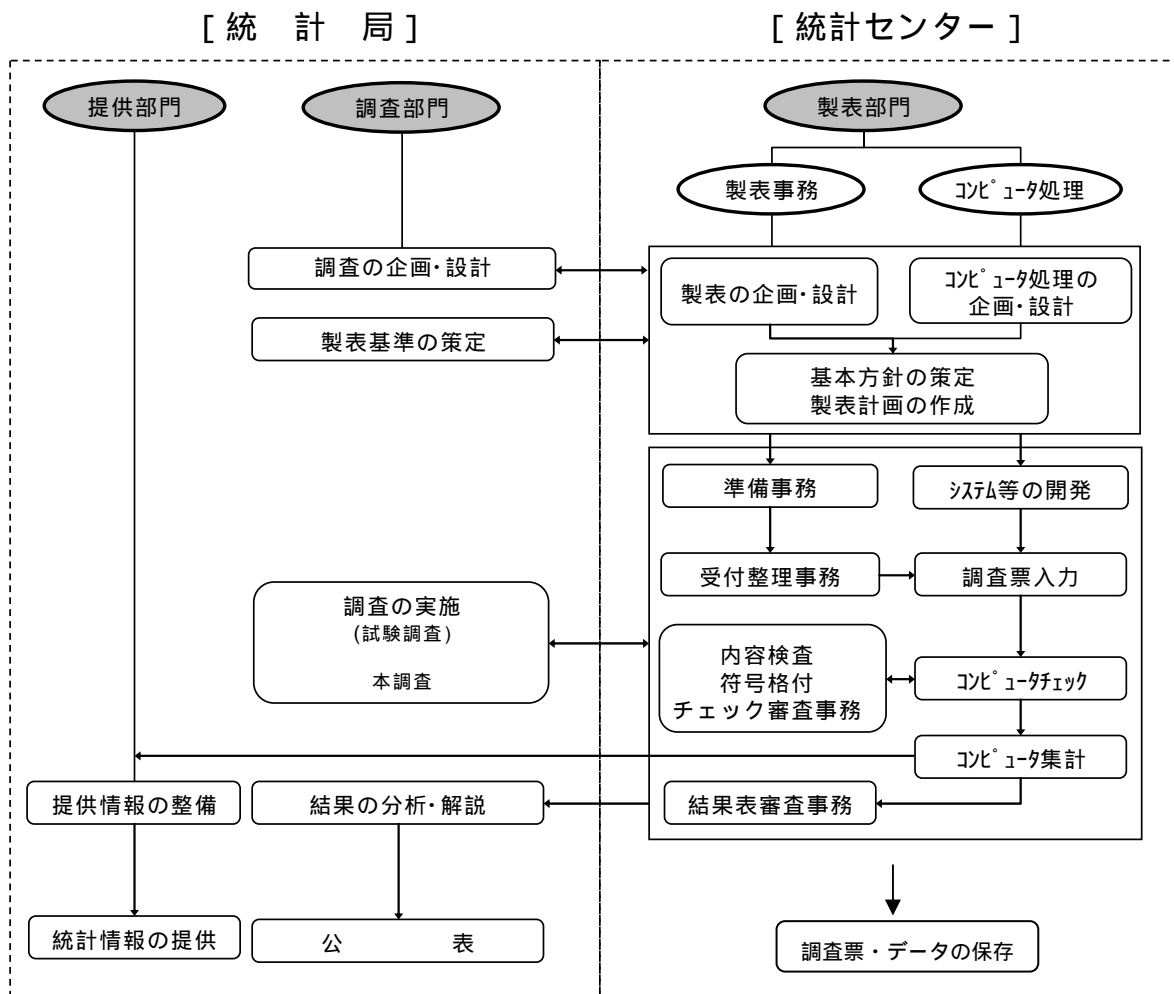 [ 統　計　局 ]
[ 統計センター ]
提供部門
調査部門
製表部門
製表事務
ｺﾝﾋﾟｭｰﾀ処理
調査の企画･設計
製表の企画･設計
ｺﾝﾋﾟｭｰﾀ処理の
企画･設計
製表基準の策定
基本方針の策定
製表計画の作成
準備事務
ｼｽﾃﾑ等の開発
受付整理事務
調査票入力
調査の実施
(試験調査)
本調査
内容検査
符号格付
チェック審査事務
ｺﾝﾋﾟｭｰﾀﾁｪｯｸ
ｺﾝﾋﾟｭｰﾀ集計
提供情報の整備
結果の分析･解説
結果表審査事務
統計情報の提供
公　　　表
調査票・データの保存